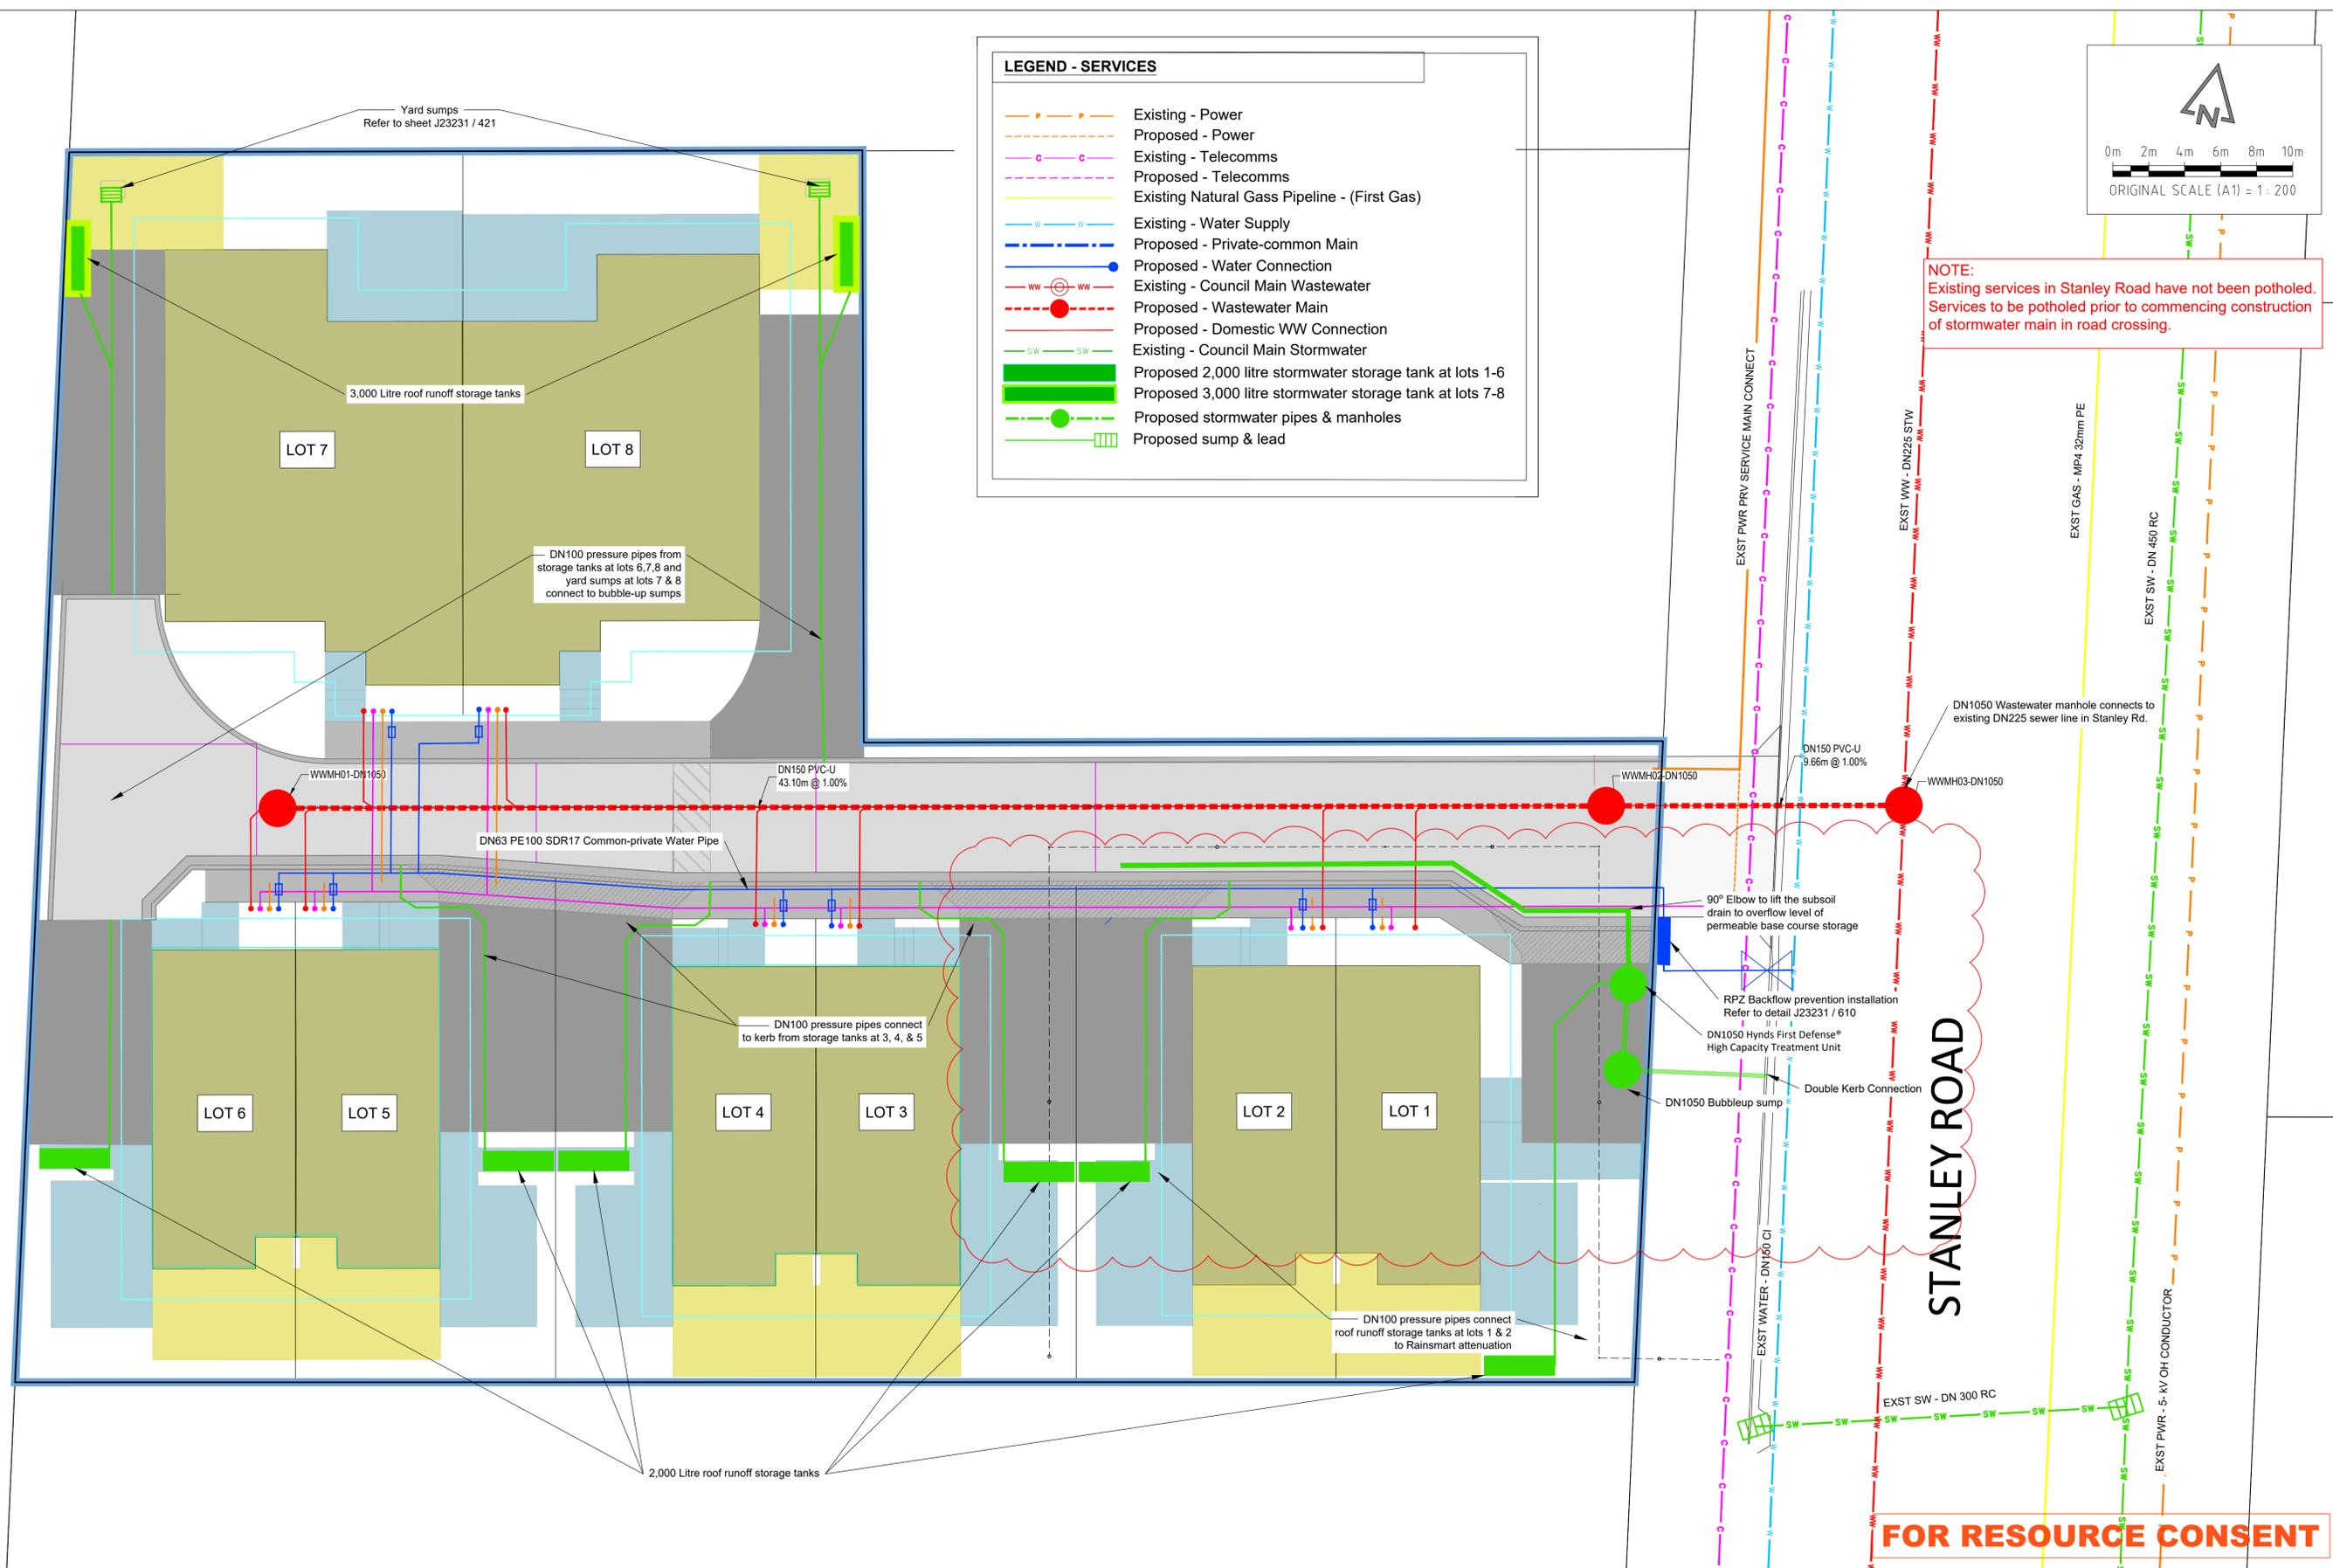 Yard sumps
Refer to sheet J23231 / 421
LEGEND - SERVICES
P P Existing - Power
Proposed - Power
C C Existing - Telecomms
Proposed - Telecomms
Existing Natural Gass Pipeline - (First Gas)
W W Existing - Water Supply
Proposed - Private-common Main
Proposed - Water Connection
WW WW Existing - Council Main Wastewater
Proposed - Wastewater Main
Proposed - Domestic WW Connection
SW SW Existing - Council Main Stormwater
Proposed 2,000 litre stormwater storage tank at lots 1-6
Proposed 3,000 litre stormwater storage tank at lots 7-8
Proposed stormwater pipes & manholes
Proposed sump & lead
N
0m 2m 4m 6m 8m 10m
ORIGINAL SCALE (A1) = 1 : 200
NOTE:
Existing services in Stanley Road have not been potholed.
Services to be potholed prior to commencing construction
of stormwater main in road crossing.
3,000 Litre roof runoff storage tanks
LOT 7
LOT 8
DN100 pressure pipes from
storage tanks at lots 6,7,8 and
yard sumps at lots 7 & 8
connect to bubble-up sumps
EXST PWR PRV SERVICE MAIN CONNECT
EXST WW - DN225 STW
EXST GAS - MP4 32mm PE
EXST SW - DN 450 RC
DN1050 Wastewater manhole connects to
existing DN225 sewer line in Stanley Rd.
WWMH01-DN1050
DN150 PVC-U
43.10m @ 1.00%
WWMH02-DN1050
DN150 PVC-U
9.66m @ 1.00%
WWMH03-DN1050
DN63 PE100 SDR17 Common-private Water Pipe
90° Elbow to lift the subsoil
drain to overflow level of
permeable base course storage
RPZ Backflow prevention installation
Refer to detail J23231 / 610
DN100 pressure pipes connect
to kerb from storage tanks at 3, 4, & 5
DN1050 Hynds First Defense®
High Capacity Treatment Unit
Double Kerb Connection
DN1050 Bubbleup sump
LOT 6
LOT 5
LOT 4
LOT 3
LOT 2
LOT 1
STANLEY ROAD
EXST WATER - DN150 CI
DN100 pressure pipes connect
roof runoff storage tanks at lots 1 & 2
to Rainsmart attenuation
EXST PWR - 5- kV OH CONDUCTOR
EXST SW - DN 300 RC
SW SW SW SW SW SW SW
2,000 Litre roof runoff storage tanks
FOR RESOURCE CONSENT